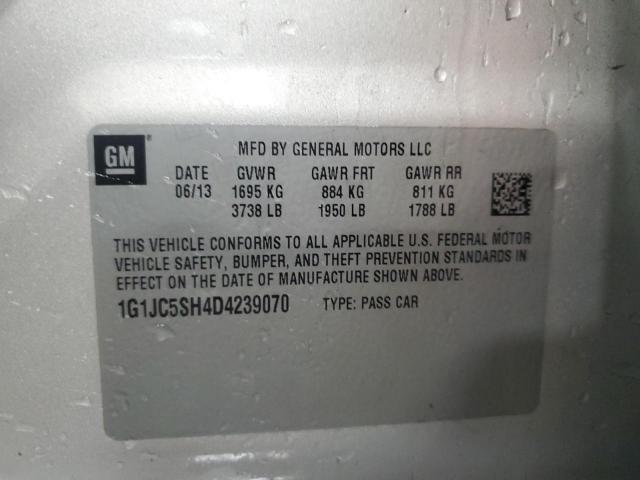 GM
MFD BY GENERAL MOTORS LLC
DATE GVWR GAWR FRT GAWR RR
06/13 1695 KG 884 KG 811 KG
3738 LB 1950 LB 1788 LB
THIS VEHICLE CONFORMS TO ALL APPLICABLE U.S. FEDERAL MOTOR
VEHICLE SAFETY, BUMPER, AND THEFT PREVENTION STANDARDS IN
EFFECT ON THE DATE OF MANUFACTURE SHOWN ABOVE.
1G1JC5SH4D4239070 TYPE: PASS CAR